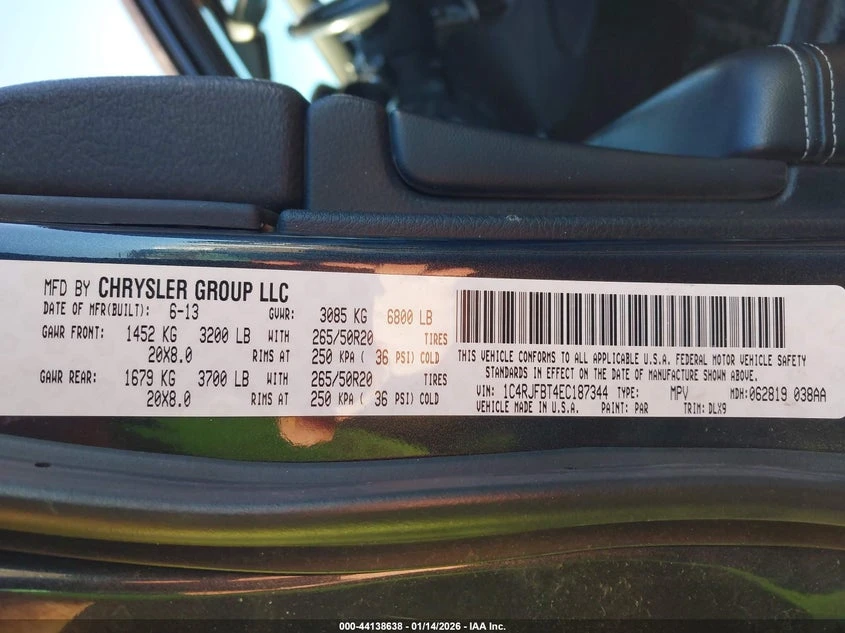 MFD BY CHRYSLER GROUP LLC
DATE OF MFR(BUILT): 6-13 GVWR: 3085 KG 6800 LB
GAWR FRONT: 1452 KG 3200 LB WITH 265/50R20 TIRES
20X8.0 RIMS AT 250 KPA ( 36 PSI) COLD
GAWR REAR: 1679 KG 3700 LB WITH 265/50R20 TIRES
20X8.0 RIMS AT 250 KPA ( 36 PSI) COLD
THIS VEHICLE CONFORMS TO ALL APPLICABLE U.S.A. FEDERAL MOTOR VEHICLE SAFETY
STANDARDS IN EFFECT ON THE DATE OF MANUFACTURE SHOWN ABOVE.
VIN: 1C4RJFBT4EC187344 TYPE: MPV MDH:062819 038AA
VEHICLE MADE IN U.S.A. PAINT: PAR TRIM: DLX9
000-44138638 - 01/14/2026 - IAA Inc.